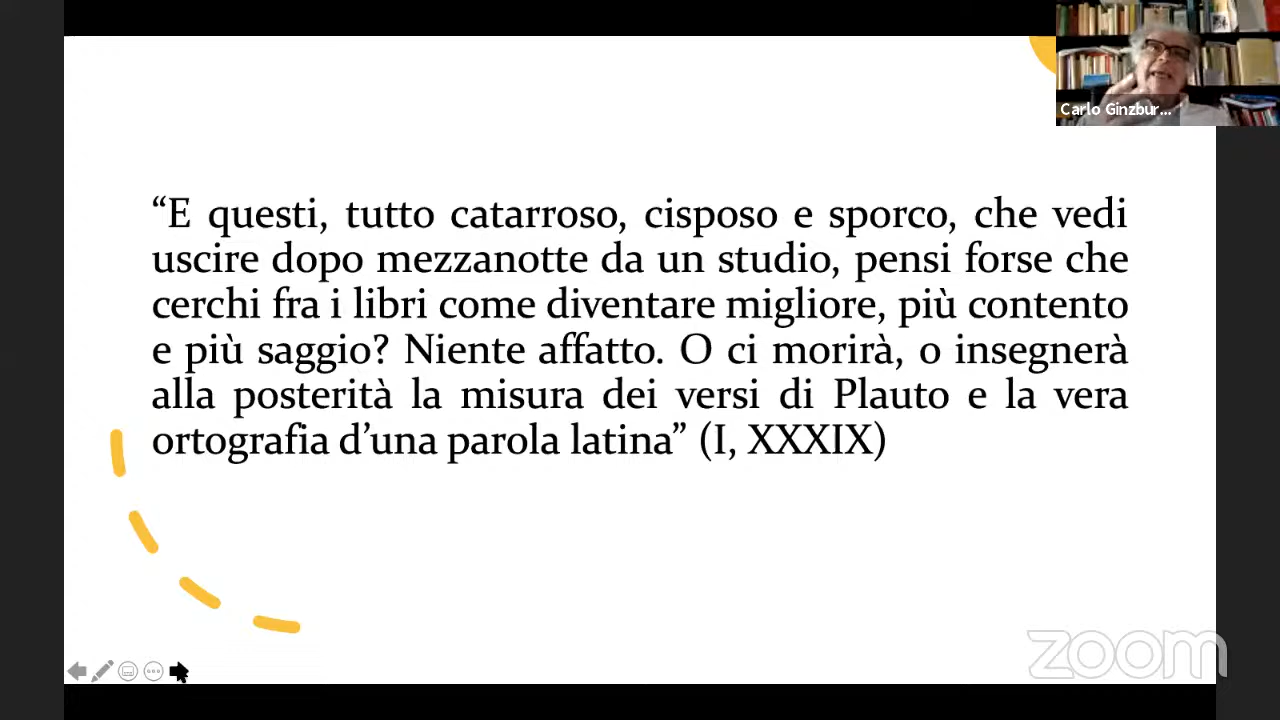 Carlo Ginzbur...
“E questi, tutto catarroso, cisposo e sporco, che vedi
uscire dopo mezzanotte da un studio, pensi forse che
cerchi fra i libri come diventare migliore, più contento
e più saggio? Niente affatto. O ci morirà, o insegnerà
alla posterità la misura dei versi di Plauto e la vera
ortografia d’una parola latina” (I, XXXIX)
zoom